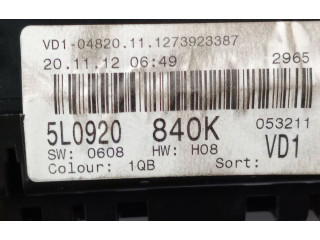 VD1-04820.11.1273923387
20.11.12 06:49 2965
5L0920 840K 053211
SW: 0608 HW: H08 VD1
Colour: 1QB Sort: